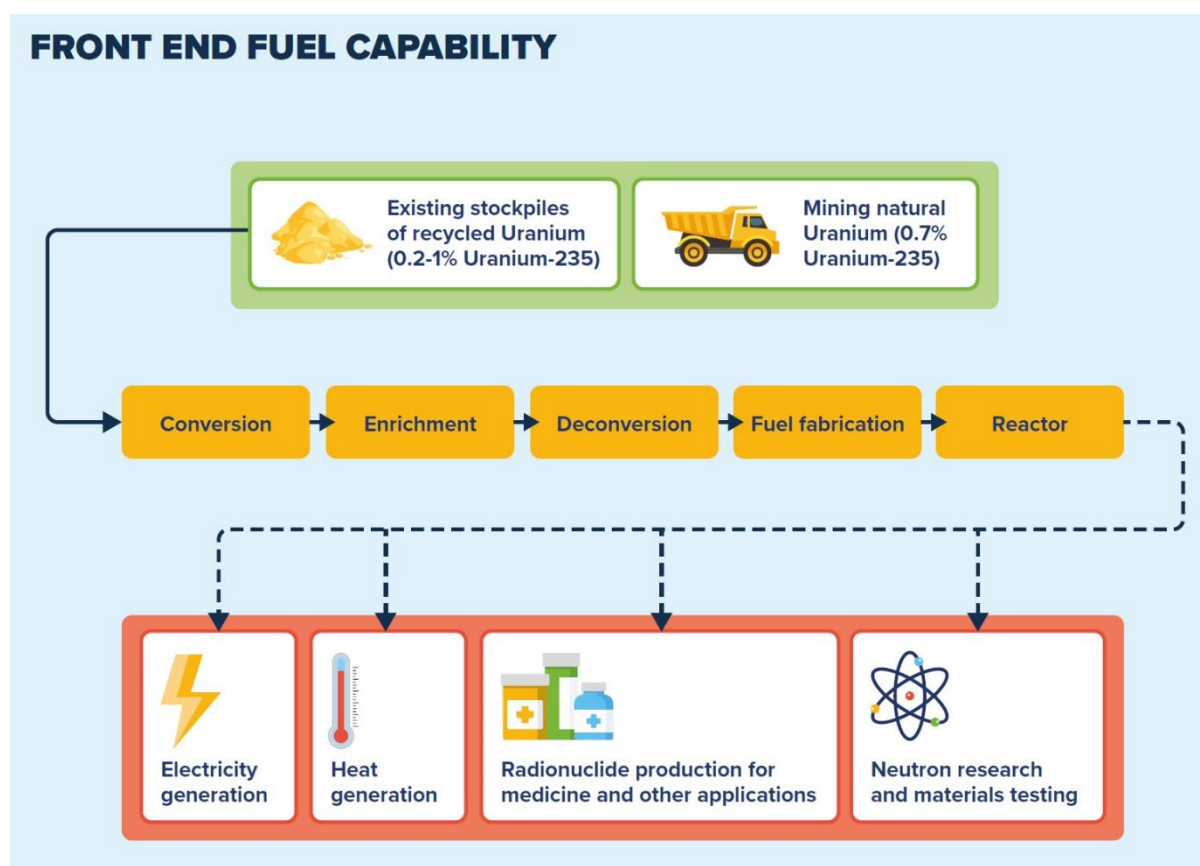 FRONT END FUEL CAPABILITY
Existing stockpiles
of recycled Uranium
(0.2-1% Uranium-235)
Mining natural
Uranium (0.7%
Uranium-235)
Conversion
Enrichment
Deconversion
Fuel fabrication
Reactor
Electricity
generation
Heat
generation
Radionuclide production for
medicine and other applications
Neutron research
and materials testing